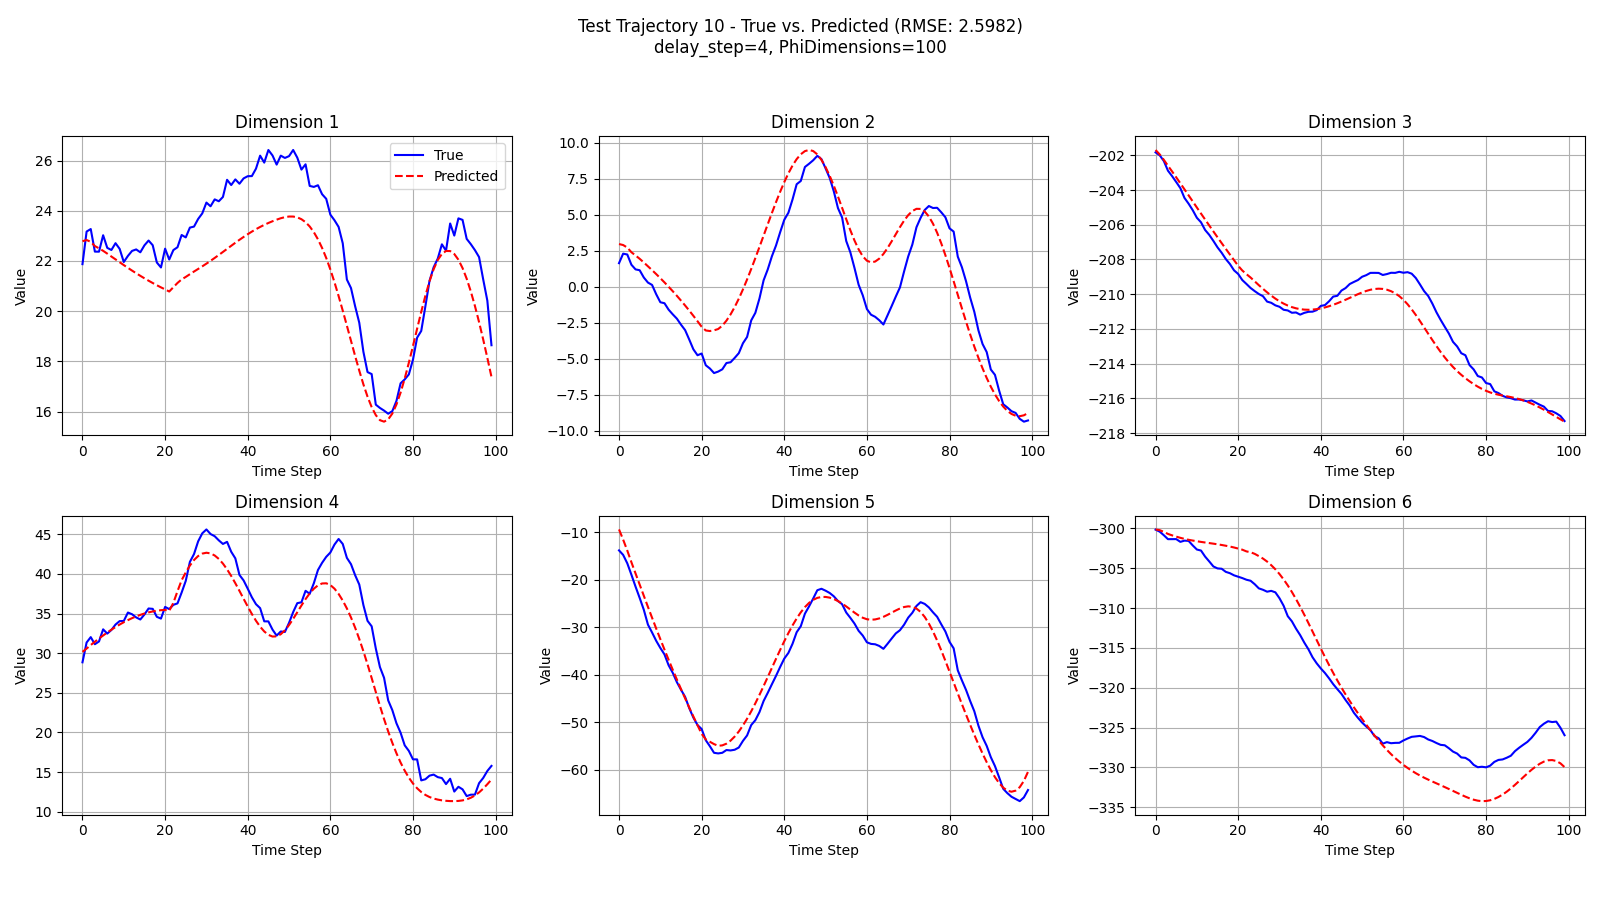 Test Trajectory 10 - True vs. Predicted (RMSE: 2.5982)
delay_step=4, PhiDimensions=100
Dimension 1
Value
26
24
22
20
18
16
0 20 40 60 80 100
Time Step
True
Predicted
Dimension 2
Value
10.0
7.5
5.0
2.5
0.0
−2.5
−5.0
−7.5
−10.0
0 20 40 60 80 100
Time Step
Dimension 3
Value
−202
−204
−206
−208
−210
−212
−214
−216
−218
0 20 40 60 80 100
Time Step
Dimension 4
Value
45
40
35
30
25
20
15
10
0 20 40 60 80 100
Time Step
Dimension 5
Value
−10
−20
−30
−40
−50
−60
0 20 40 60 80 100
Time Step
Dimension 6
Value
−300
−305
−310
−315
−320
−325
−330
−335
0 20 40 60 80 100
Time Step